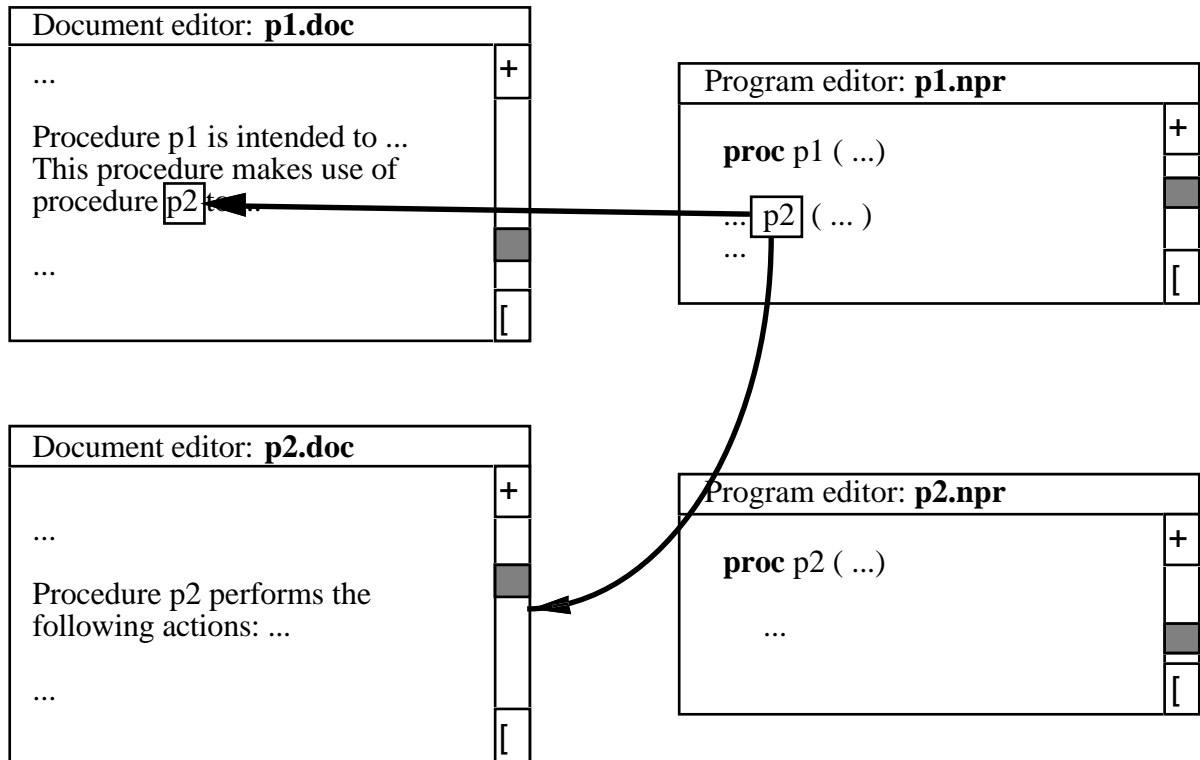 Document editor: p1.doc
...
+
Procedure p1 is intended to ...
This procedure makes use of
procedure p2 to ...
...
[
Program editor: p1.npr
+
proc p1 ( ...)
... p2 ( ... )
...
[
Document editor: p2.doc
+
...
Procedure p2 performs the
following actions: ...
...
[
Program editor: p2.npr
+
proc p2 ( ...)
...
[